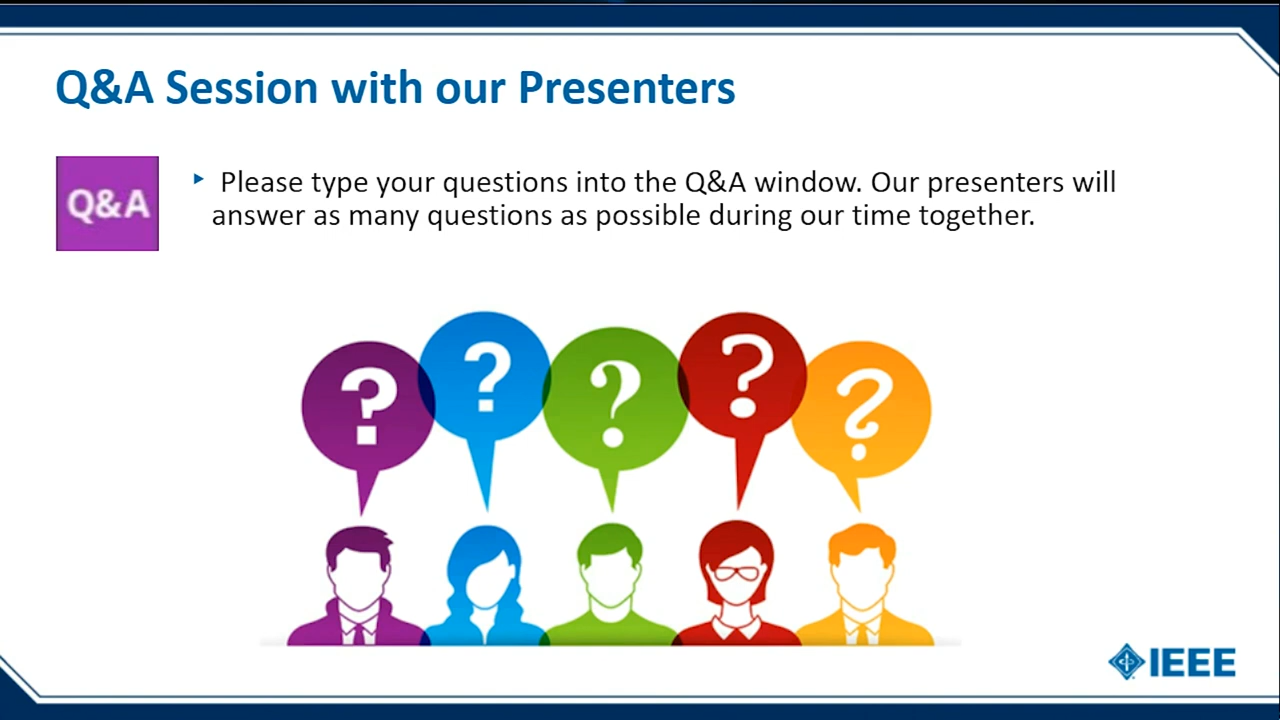 Q&A Session with our Presenters
Q&A
Please type your questions into the Q&A window. Our presenters will
answer as many questions as possible during our time together.
? ? ? ? ?
IEEE